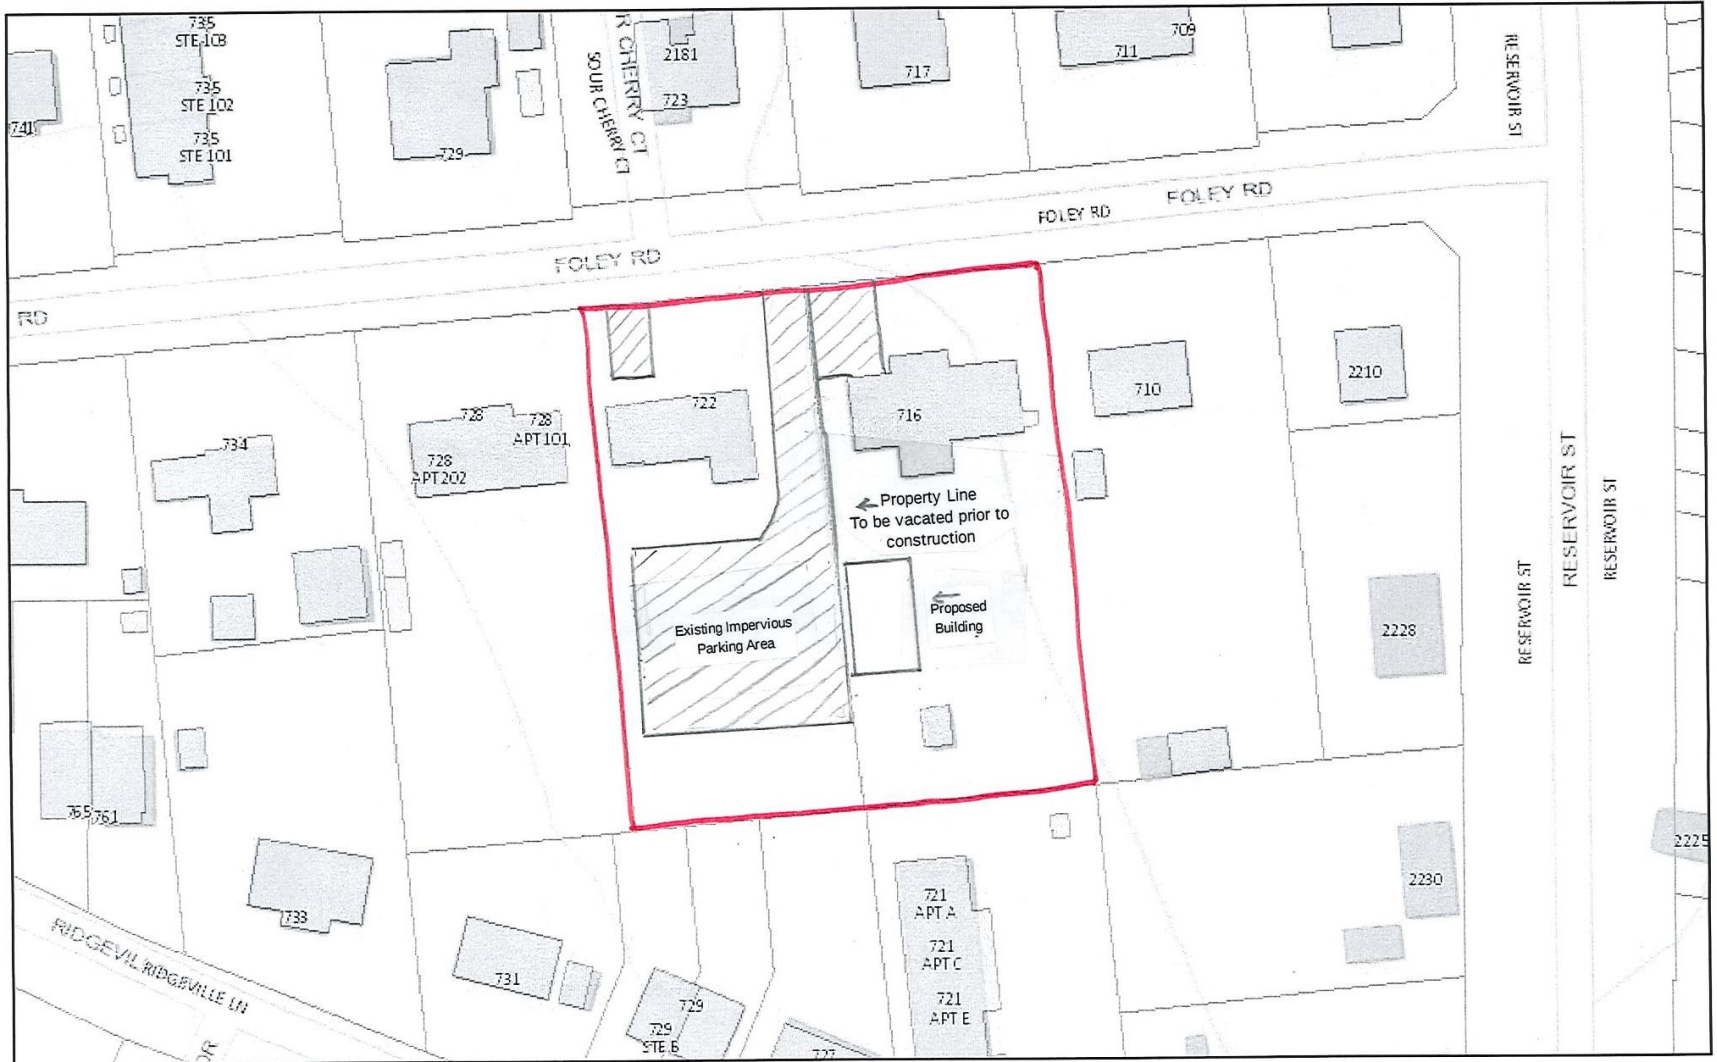 735
STE 103
735
STE 102
735
STE 101
741
729
SOUR CHERRY CT
R CHERRY CT
2181
723
717
711
709
RESERVOIR ST
FOLEY RD
FOLEY RD
FOLEY RD
RD
734
728
728
APT 101
728
APT 202
722
716
710
2210
← Property Line
To be vacated prior to
construction
← Proposed
Building
Existing Impervious
Parking Area
RESERVOIR ST
RESERVOIR ST
RESERVOIR ST
2228
765
761
733
731
729
729
STE B
727
721
APT A
721
APT C
721
APT E
2230
2225
RIDGEVIL
RIDGEVILLE LN
DR